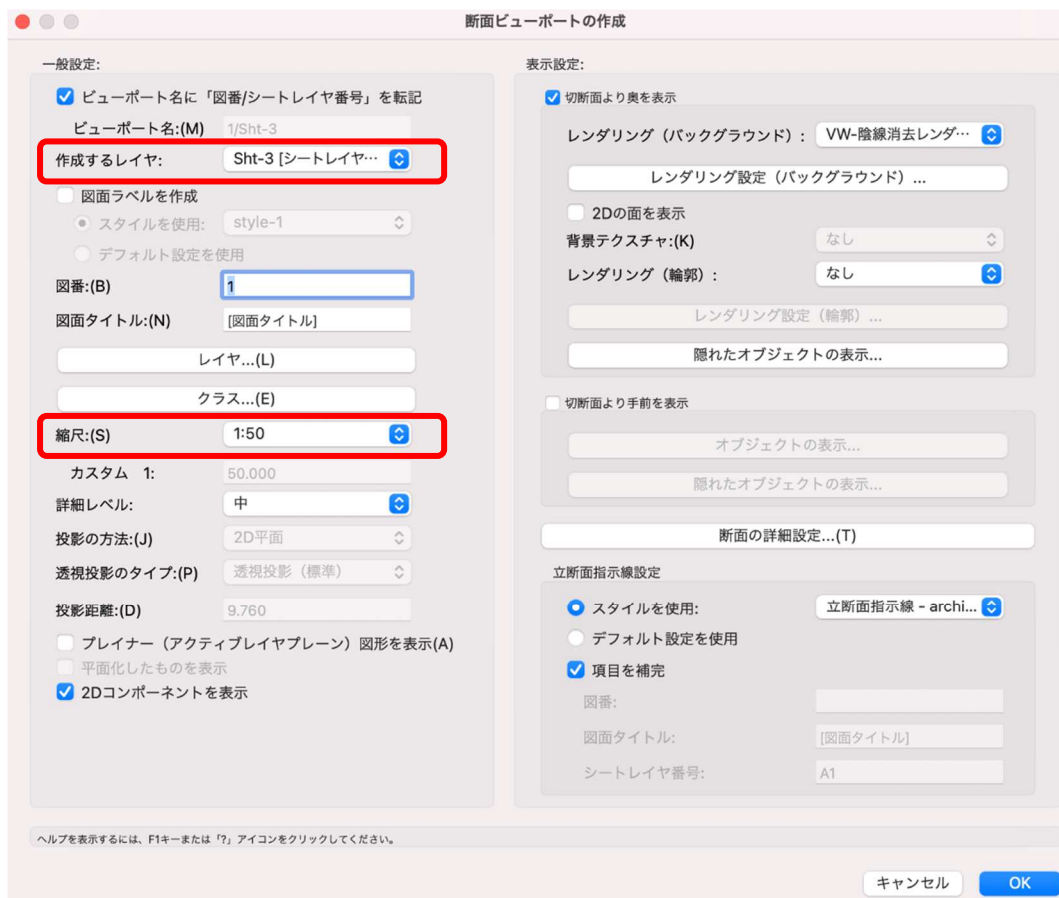 断面ビューポートの作成
一般設定:
ビューポート名に「図番/シートレイヤ番号」を転記
ビューポート名:(M) 1/Sht-3
作成するレイヤ: Sht-3 [シートレイヤ…
図面ラベルを作成
スタイルを使用: style-1
デフォルト設定を使用
図番:(B) 1
図面タイトル:(N) [図面タイトル]
レイヤ...(L)
クラス...(E)
縮尺:(S) 1:50
カスタム 1: 50.000
詳細レベル: 中
投影の方法:(J) 2D平面
透視投影のタイプ:(P) 透視投影（標準）
投影距離:(D) 9.760
プレイナー（アクティブレイヤプレーン）図形を表示(A)
平面化したものを表示
2Dコンポーネントを表示
表示設定:
切断面より奥を表示
レンダリング（バックグラウンド）: VW-陰線消去レンダ…
レンダリング設定（バックグラウンド）...
2Dの面を表示
背景テクスチャ:(K) なし
レンダリング（輪郭）: なし
レンダリング設定（輪郭）...
隠れたオブジェクトの表示...
切断面より手前を表示
オブジェクトの表示...
隠れたオブジェクトの表示...
断面の詳細設定...(T)
立断面指示線設定
スタイルを使用: 立断面指示線 - archi...
デフォルト設定を使用
項目を補完
図番:
図面タイトル: [図面タイトル]
シートレイヤ番号: A1
ヘルプを表示するには、F1キーまたは「?」アイコンをクリックしてください。
キャンセル OK